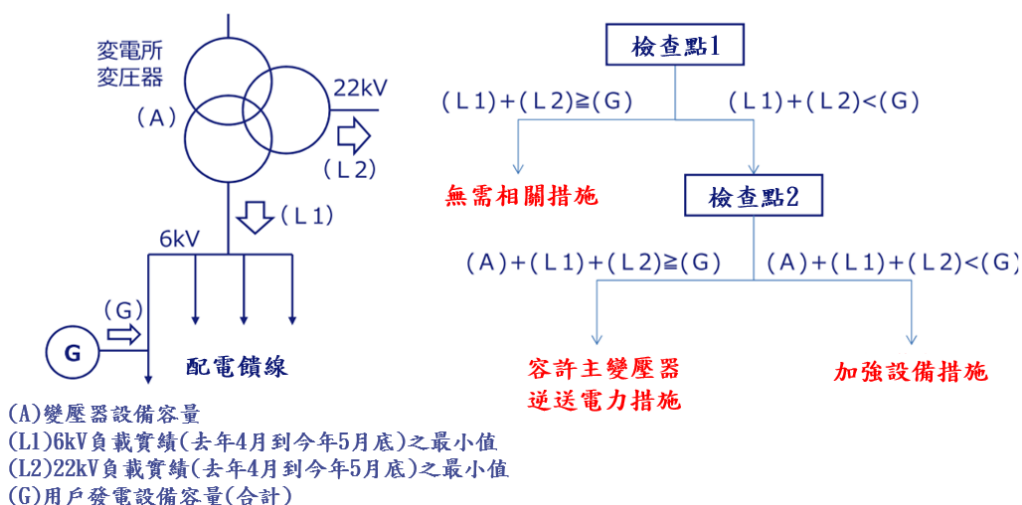 変電所
変圧器
(A)
22kV
(L2)
(L1)
6kV
(G)
G
配電饋線
檢查點1
(L1)+(L2)≧(G)
(L1)+(L2)<(G)
無需相關措施
檢查點2
(A)+(L1)+(L2)≧(G)
(A)+(L1)+(L2)<(G)
容許主變壓器
逆送電力措施
加強設備措施
(A)變壓器設備容量
(L1)6kV負載實績(去年4月到今年5月底)之最小值
(L2)22kV負載實績(去年4月到今年5月底)之最小值
(G)用戶發電設備容量(合計)